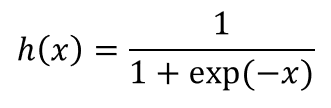 h(x) = 1 / (1 + exp(−x))